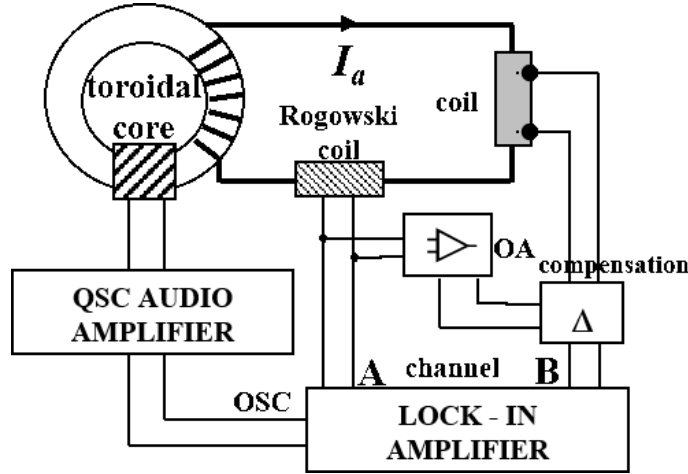 toroidal
core
I_a
Rogowski
coil
coil
OA
compensation
QSC AUDIO
AMPLIFIER
Δ
A channel B
OSC
LOCK - IN
AMPLIFIER